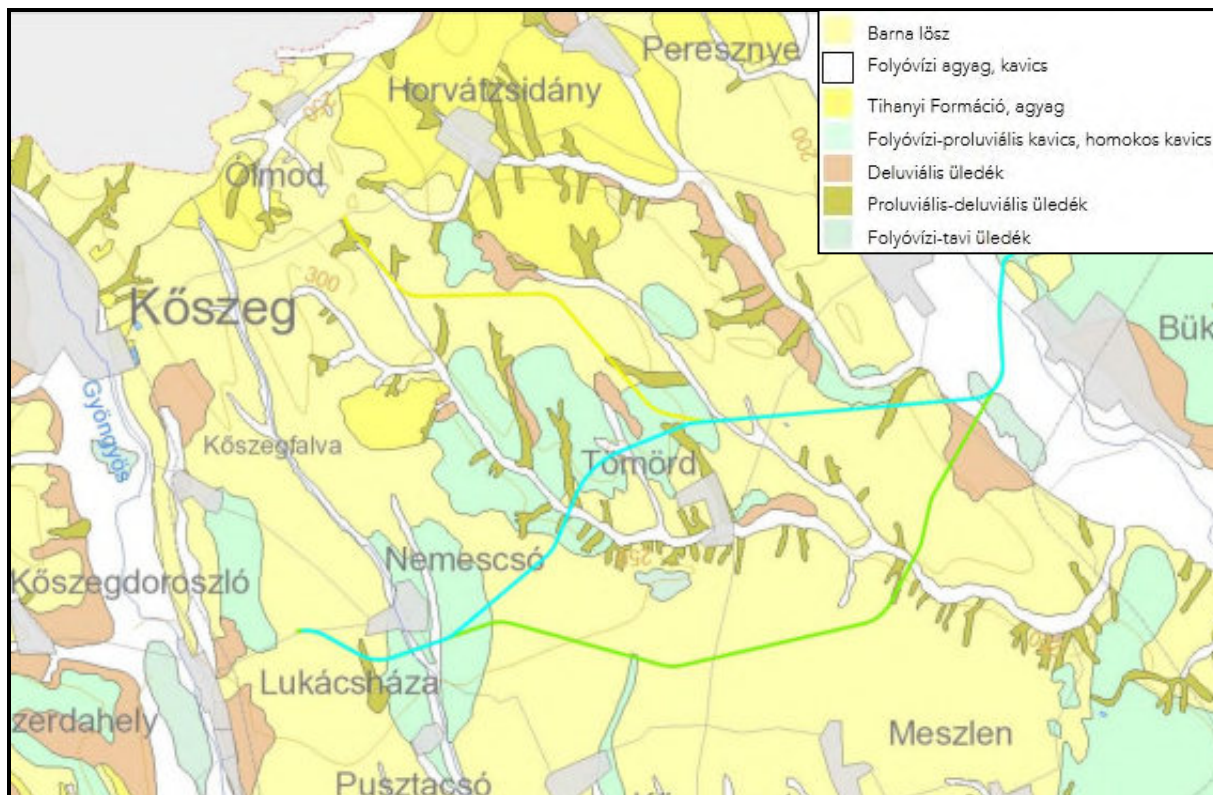 Barna lösz
Folyóvízi agyag, kavics
Tihanyi Formáció, agyag
Folyóvízi-proluviális kavics, homokos kavics
Deluviális üledék
Proluviális-deluviális üledék
Folyóvízi-tavi üledék
Peresznye
Horvátzsidány
200
Ólmod
300
Kőszeg
Bük
Gyöngyös
Kőszegfalva
Tömörd
Nemescsó
Kőszegdoroszló
Lukácsháza
zerdahely
Meszlen
Pusztacsó